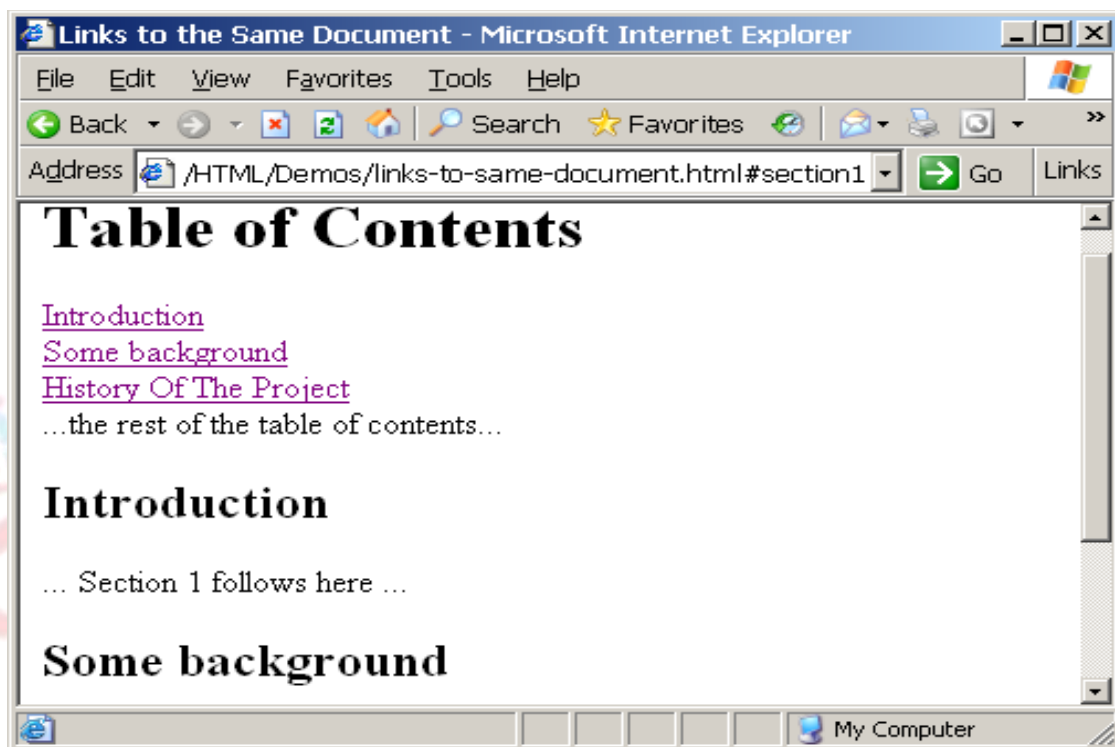 Links to the Same Document - Microsoft Internet Explorer
File Edit View Favorites Tools Help
Back Search Favorites »
Address /HTML/Demos/links-to-same-document.html#section1 Go Links
Table of Contents
Introduction
Some background
History Of The Project
...the rest of the table of contents...
Introduction
... Section 1 follows here ...
Some background
My Computer